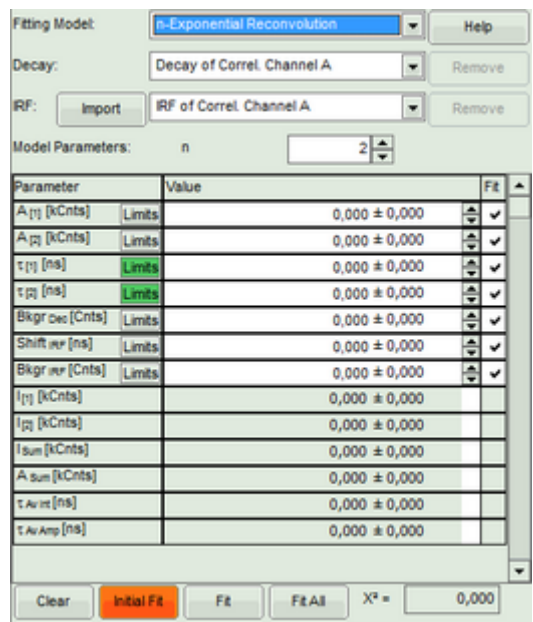 Fitting Model: n-Exponential Reconvolution Help
Decay: Decay of Correl. Channel A Remove
IRF: Import IRF of Correl. Channel A Remove
Model Parameters: n 2
Parameter Value Fit
A [1] [kCnts] Limits 0,000 ± 0,000
A [2] [kCnts] Limits 0,000 ± 0,000
τ [1] [ns] Limits 0,000 ± 0,000
τ [2] [ns] Limits 0,000 ± 0,000
Bkgr Dec [Cnts] Limits 0,000 ± 0,000
Shift IRF [ns] Limits 0,000 ± 0,000
Bkgr IRF [Cnts] Limits 0,000 ± 0,000
I [1] [kCnts] 0,000 ± 0,000
I [2] [kCnts] 0,000 ± 0,000
I Sum [kCnts] 0,000 ± 0,000
A Sum [kCnts] 0,000 ± 0,000
τ Av Int [ns] 0,000 ± 0,000
τ Av Amp [ns] 0,000 ± 0,000
Clear Initial Fit Fit Fit All X² = 0,000